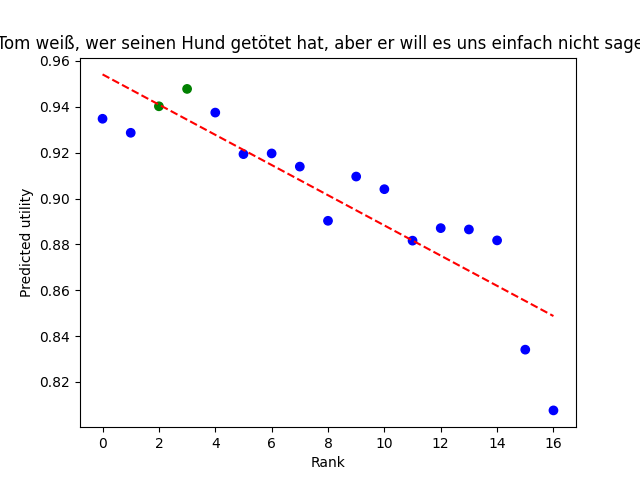 Tom weiß, wer seinen Hund getötet hat, aber er will es uns einfach nicht sage
0.96
0.94
0.92
0.90
0.88
0.86
0.84
0.82
Predicted utility
0 2 4 6 8 10 12 14 16
Rank